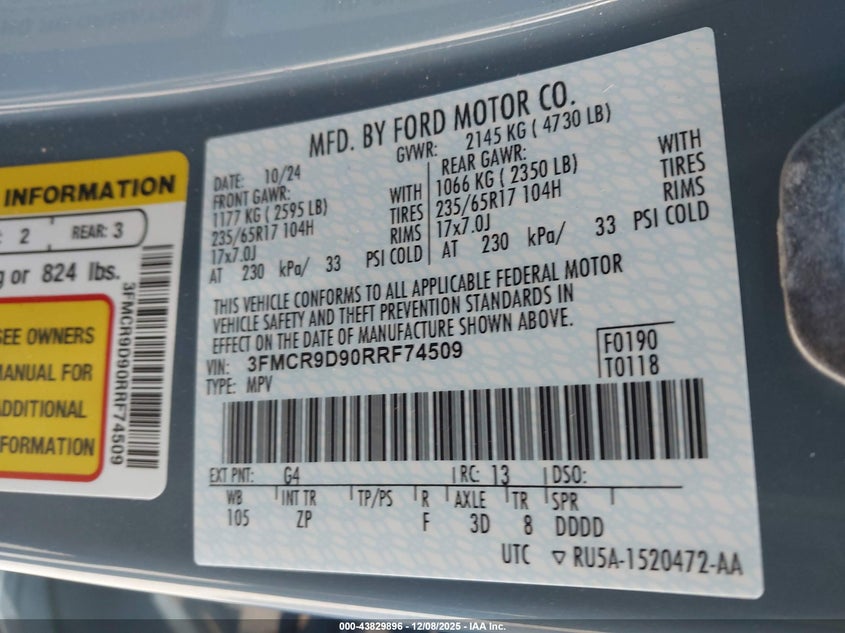 INFORMATION
2 REAR: 3
or 824 lbs.
SEE OWNERS
MANUAL FOR
ADDITIONAL
INFORMATION
3FMCR9D90RRF74509
MFD. BY FORD MOTOR CO.
DATE: 10/24 GVWR: 2145 KG ( 4730 LB)
FRONT GAWR: REAR GAWR:
1177 KG ( 2595 LB) WITH 1066 KG ( 2350 LB) WITH
235/65R17 104H TIRES 235/65R17 104H TIRES
17x7.0J RIMS 17x7.0J RIMS
AT 230 kPa/ 33 PSI COLD AT 230 kPa/ 33 PSI COLD
THIS VEHICLE CONFORMS TO ALL APPLICABLE FEDERAL MOTOR
VEHICLE SAFETY AND THEFT PREVENTION STANDARDS IN
EFFECT ON THE DATE OF MANUFACTURE SHOWN ABOVE.
VIN: 3FMCR9D90RRF74509 F0190
TYPE: MPV T0118
EXT PNT: G4 RC: 13 DSO:
WB INT TR TP/PS R AXLE TR SPR
105 ZP F 3D 8 DDDD
UTC RU5A-1520472-AA
000-43829896 - 12/08/2025 - IAA Inc.